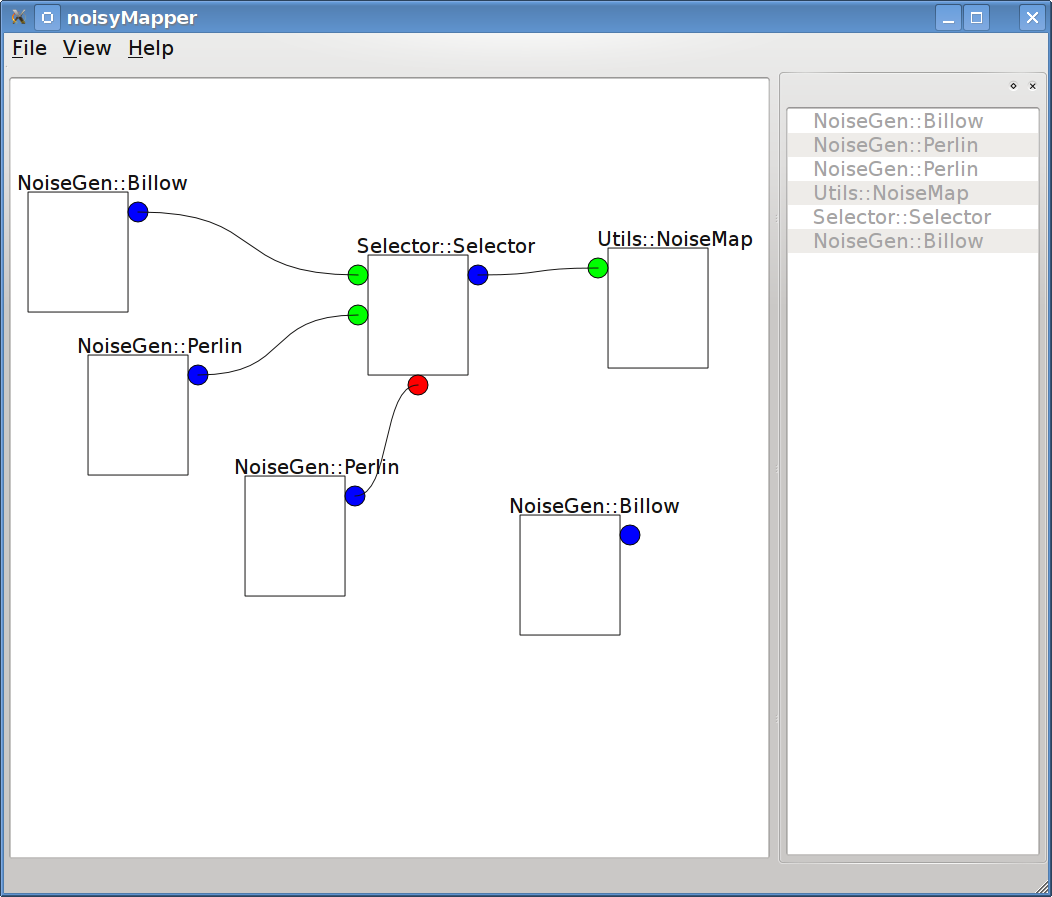 noisyMapper
File View Help
NoiseGen::Billow
Selector::Selector
Utils::NoiseMap
NoiseGen::Perlin
NoiseGen::Perlin
NoiseGen::Billow
NoiseGen::Billow
NoiseGen::Perlin
NoiseGen::Perlin
Utils::NoiseMap
Selector::Selector
NoiseGen::Billow